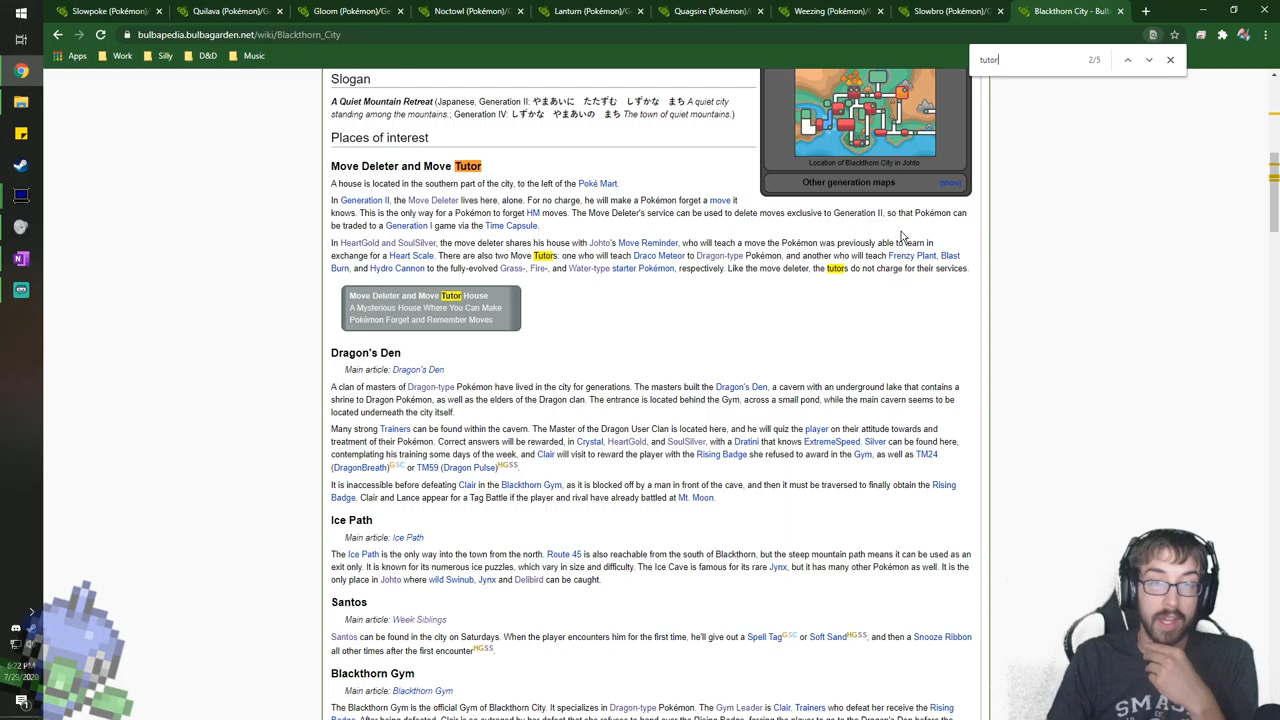 Slowpoke (Pokémon)/G
Quilava (Pokémon)/Ge
Gloom (Pokémon)/Ge
Noctowl (Pokémon)/G
Lanturn (Pokémon)/G
Quagsire (Pokémon)/G
Weezing (Pokémon)/G
Slowbro (Pokémon)/G
Blackthorn City - Bulb
bulbapedia.bulbagarden.net/wiki/Blackthorn_City
tutor 2/5
Apps Work Silly D&D Music
Slogan
A Quiet Mountain Retreat (Japanese, Generation II: やまあいに たたずむ しずかな まち A quiet city
standing among the mountains.; Generation IV: しずかな やまあいの まち The town of quiet mountains.)
Location of Blackthorn City in Johto
Other generation maps [show]
Places of interest
Move Deleter and Move Tutor
A house is located in the southern part of the city, to the left of the Poké Mart.
In Generation II, the Move Deleter lives here, alone. For no charge, he will make a Pokémon forget a move it
knows. This is the only way for a Pokémon to forget HM moves. The Move Deleter's service can be used to delete moves exclusive to Generation II, so that Pokémon can
be traded to a Generation I game via the Time Capsule.
In HeartGold and SoulSilver, the move deleter shares his house with Johto's Move Reminder, who will teach a move the Pokémon was previously able to learn in
exchange for a Heart Scale. There are also two Move Tutors: one who will teach Draco Meteor to Dragon-type Pokémon, and another who will teach Frenzy Plant, Blast
Burn, and Hydro Cannon to the fully-evolved Grass-, Fire-, and Water-type starter Pokémon, respectively. Like the move deleter, the tutors do not charge for their services.
Move Deleter and Move Tutor House
A Mysterious House Where You Can Make
Pokémon Forget and Remember Moves
Dragon's Den
Main article: Dragon's Den
A clan of masters of Dragon-type Pokémon have lived in the city for generations. The masters built the Dragon's Den, a cavern with an underground lake that contains a
shrine to Dragon Pokémon, as well as the elders of the Dragon clan. The entrance is located behind the Gym, across a small pond, while the main cavern seems to be
located underneath the city itself.
Many strong Trainers can be found within the cavern. The Master of the Dragon User Clan is located here, and he will quiz the player on their attitude towards and
treatment of their Pokémon. Correct answers will be rewarded, in Crystal, HeartGold, and SoulSilver, with a Dratini that knows ExtremeSpeed. Silver can be found here,
contemplating his training some days of the week, and Clair will visit to reward the player with the Rising Badge she refused to award in the Gym, as well as TM24
(DragonBreath)GSC or TM59 (Dragon Pulse)HGSS.
It is inaccessible before defeating Clair in the Blackthorn Gym, as it is blocked off by a man in front of the cave, and then it must be traversed to finally obtain the Rising
Badge. Clair and Lance appear for a Tag Battle if the player and rival have already battled at Mt. Moon.
Ice Path
Main article: Ice Path
The Ice Path is the only way into the town from the north. Route 45 is also reachable from the south of Blackthorn, but the steep mountain path means it can be used as an
exit only. It is known for its numerous ice puzzles, which vary in size and difficulty. The Ice Cave is famous for its rare Jynx, but it has many other Pokémon as well. It is the
only place in Johto where wild Swinub, Jynx and Delibird can be caught.
Santos
Main article: Week Siblings
Santos can be found in the city on Saturdays. When the player encounters him for the first time, he'll give out a Spell TagGSC or Soft SandHGSS, and then a Snooze Ribbon
all other times after the first encounterHGSS.
Blackthorn Gym
Main article: Blackthorn Gym
The Blackthorn Gym is the official Gym of Blackthorn City. It specializes in Dragon-type Pokémon. The Gym Leader is Clair. Trainers who defeat her receive the Rising
5:22 PM
7/29/2020